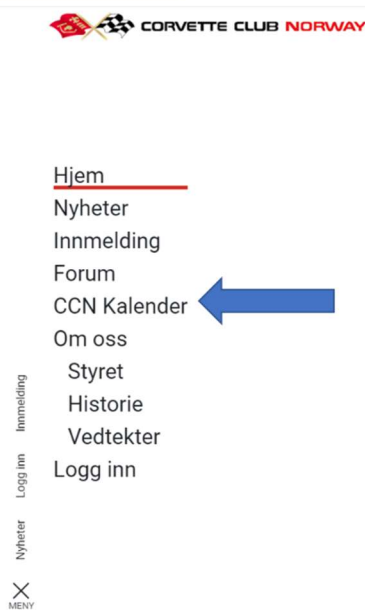 CORVETTE CLUB NORWAY
Hjem
Nyheter
Innmelding
Forum
CCN Kalender
Om oss
Styret
Historie
Vedtekter
Logg inn
Innmelding
Logg inn
Nyheter
MENY